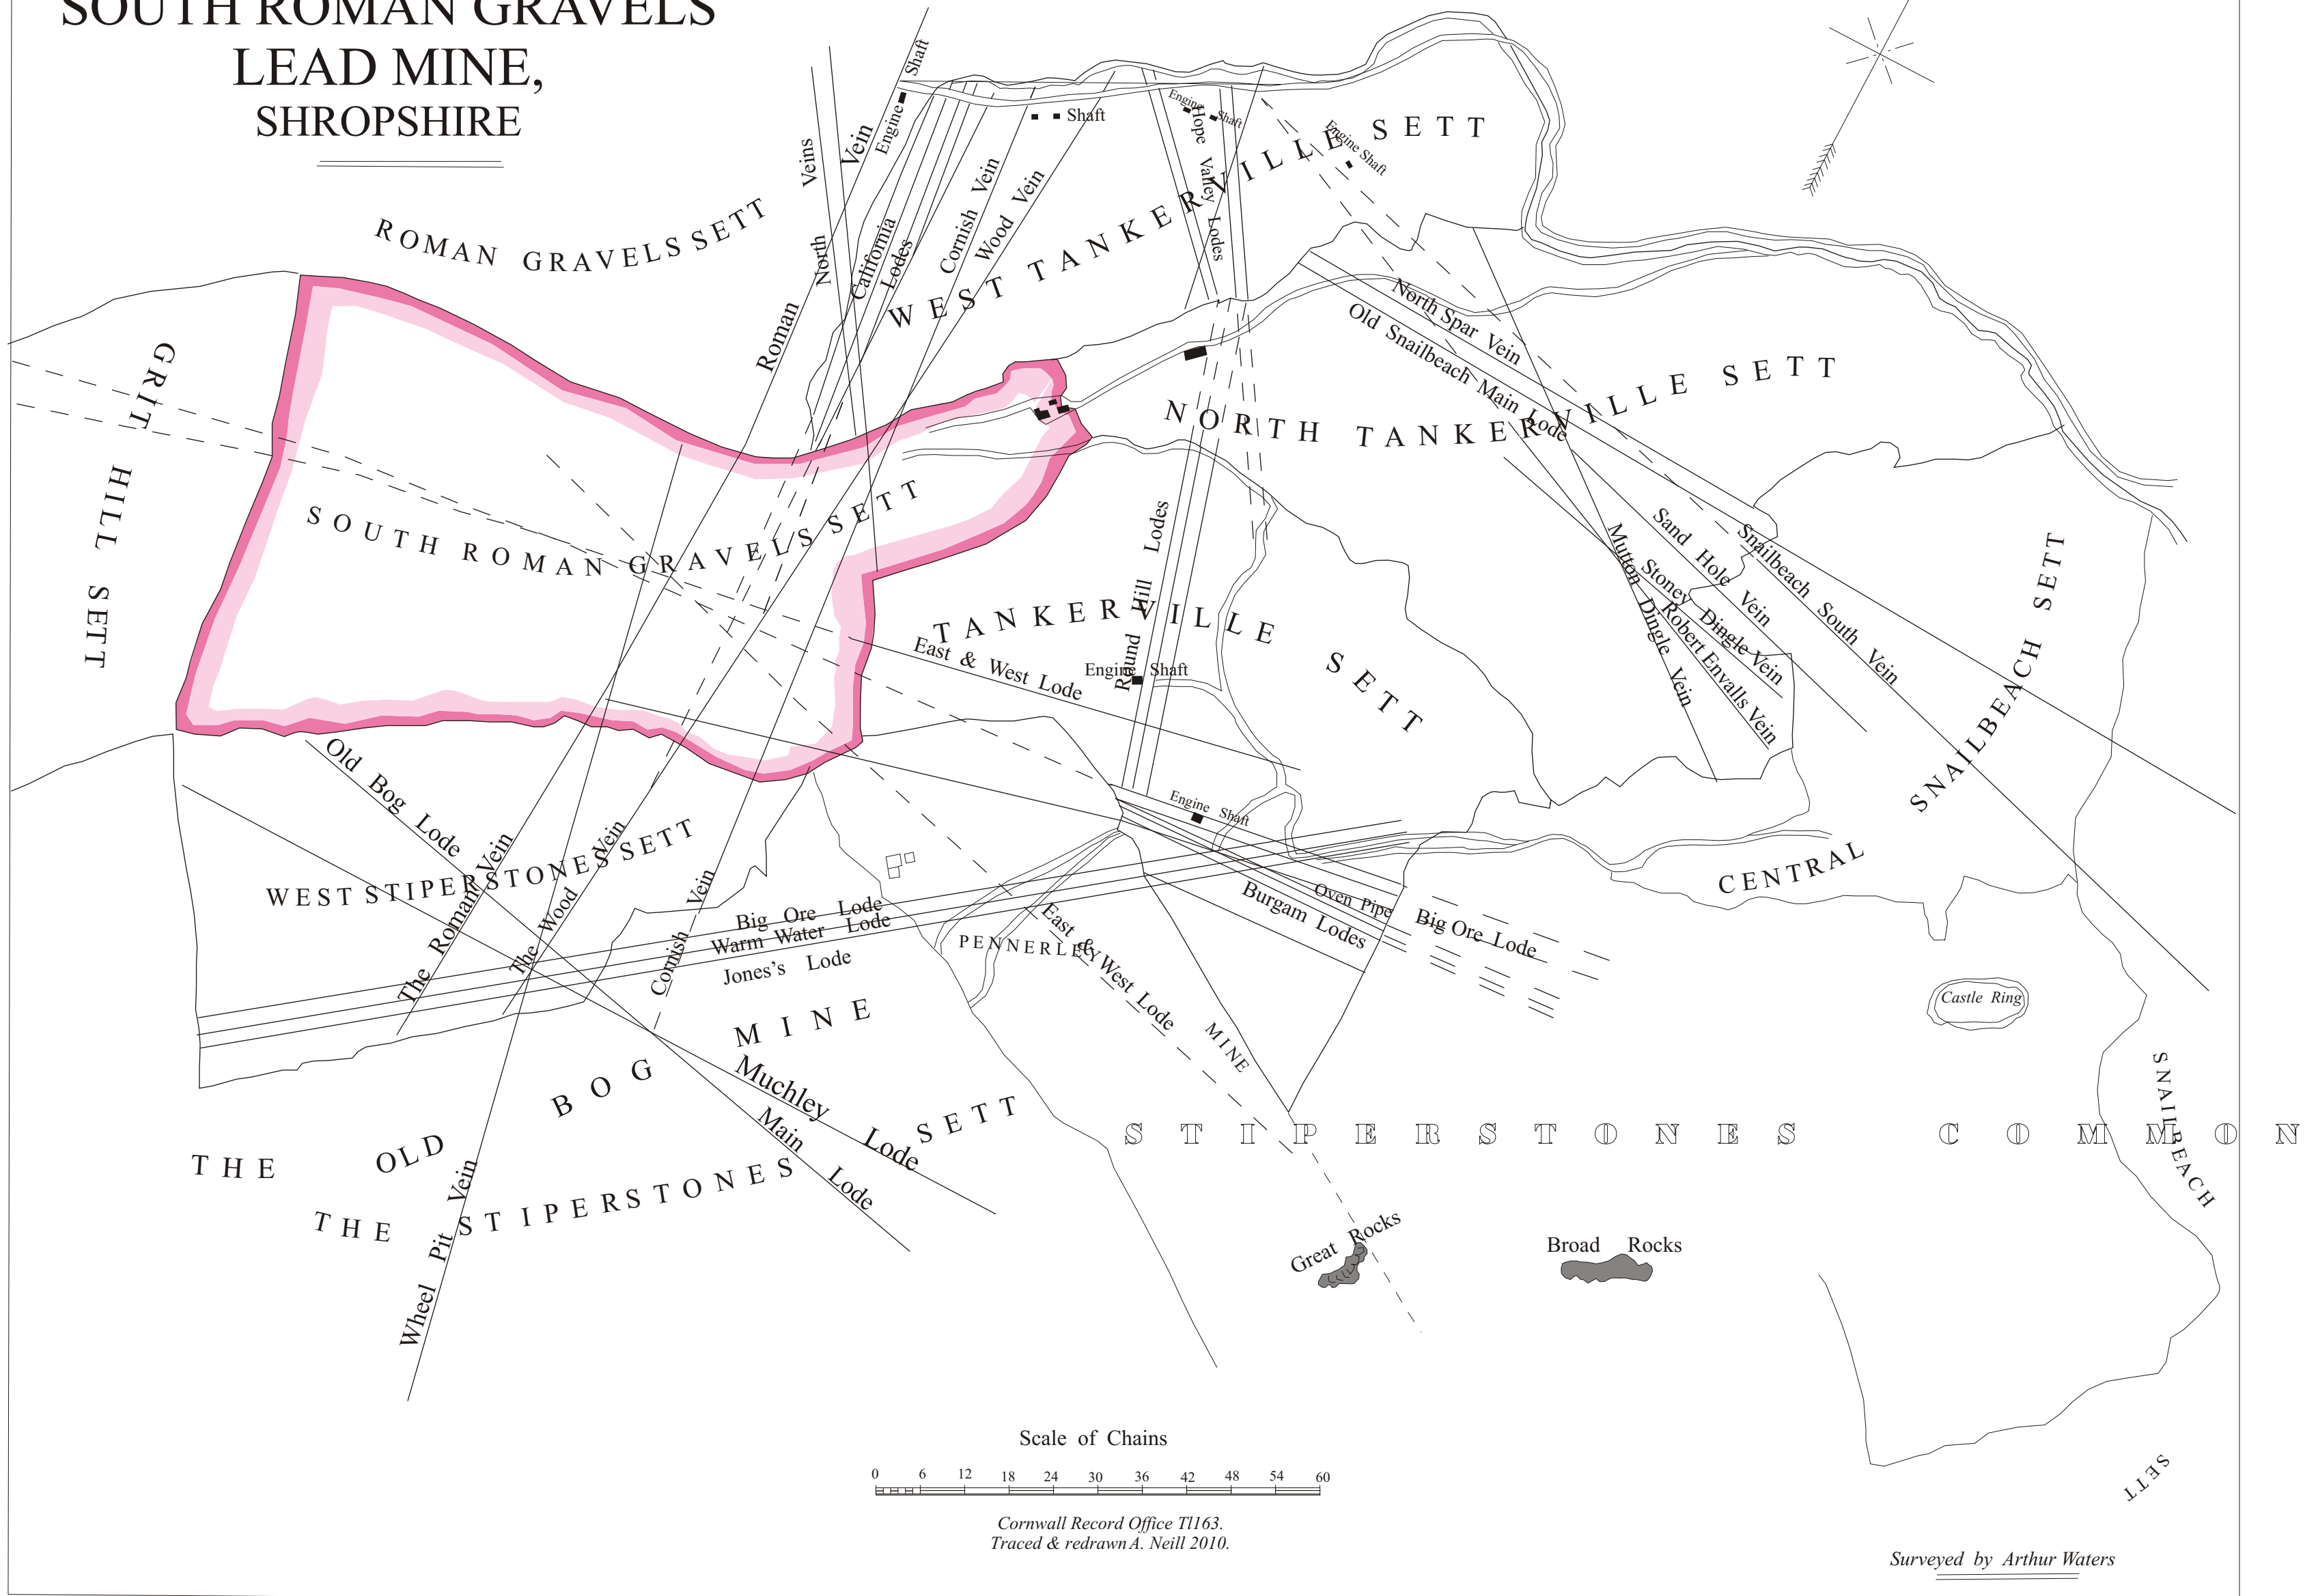 SOUTH ROMAN GRAVELS
LEAD MINE,
SHROPSHIRE
Engine Shaft
Shaft
Engine Shaft
Engine Shaft
ROMAN GRAVELS SETT
North Veins
Roman Vein
California Lodes
Cornish Vein
Wood Vein
Hope Valley Lodes
WEST TANKERVILLE SETT
GRIT HILL SETT
North Spar Vein
Old Snailbeach Main Lode
NORTH TANKERVILLE SETT
SOUTH ROMAN GRAVELS SETT
Round Hill Lodes
TANKERVILLE SETT
East & West Lode
Engine Shaft
Mutton Dingle Vein
Stoney Dingle Vein
Robert Envalls Vein
Sand Hole Vein
Snailbeach South Vein
CENTRAL SNAILBEACH SETT
Old Bog Lode
WEST STIPERSTONES SETT
The Roman Vein
The Wood Vein
Cornish Vein
Big Ore Lode
Warm Water Lode
Jones's Lode
Engine Shaft
Burgam Lodes
Oven Pipe
Big Ore Lode
PENNERLEY MINE
East & West Lode
Castle Ring
THE OLD BOG MINE
Muchley Lode
Main Lode
THE STIPERSTONES SETT
Wheel Pit Vein
STIPERSTONES COMMON
SNAILBEACH SETT
Great Rocks
Broad Rocks
Scale of Chains
0 6 12 18 24 30 36 42 48 54 60
Cornwall Record Office Tl163.
Traced & redrawn A. Neill 2010.
Surveyed by Arthur Waters